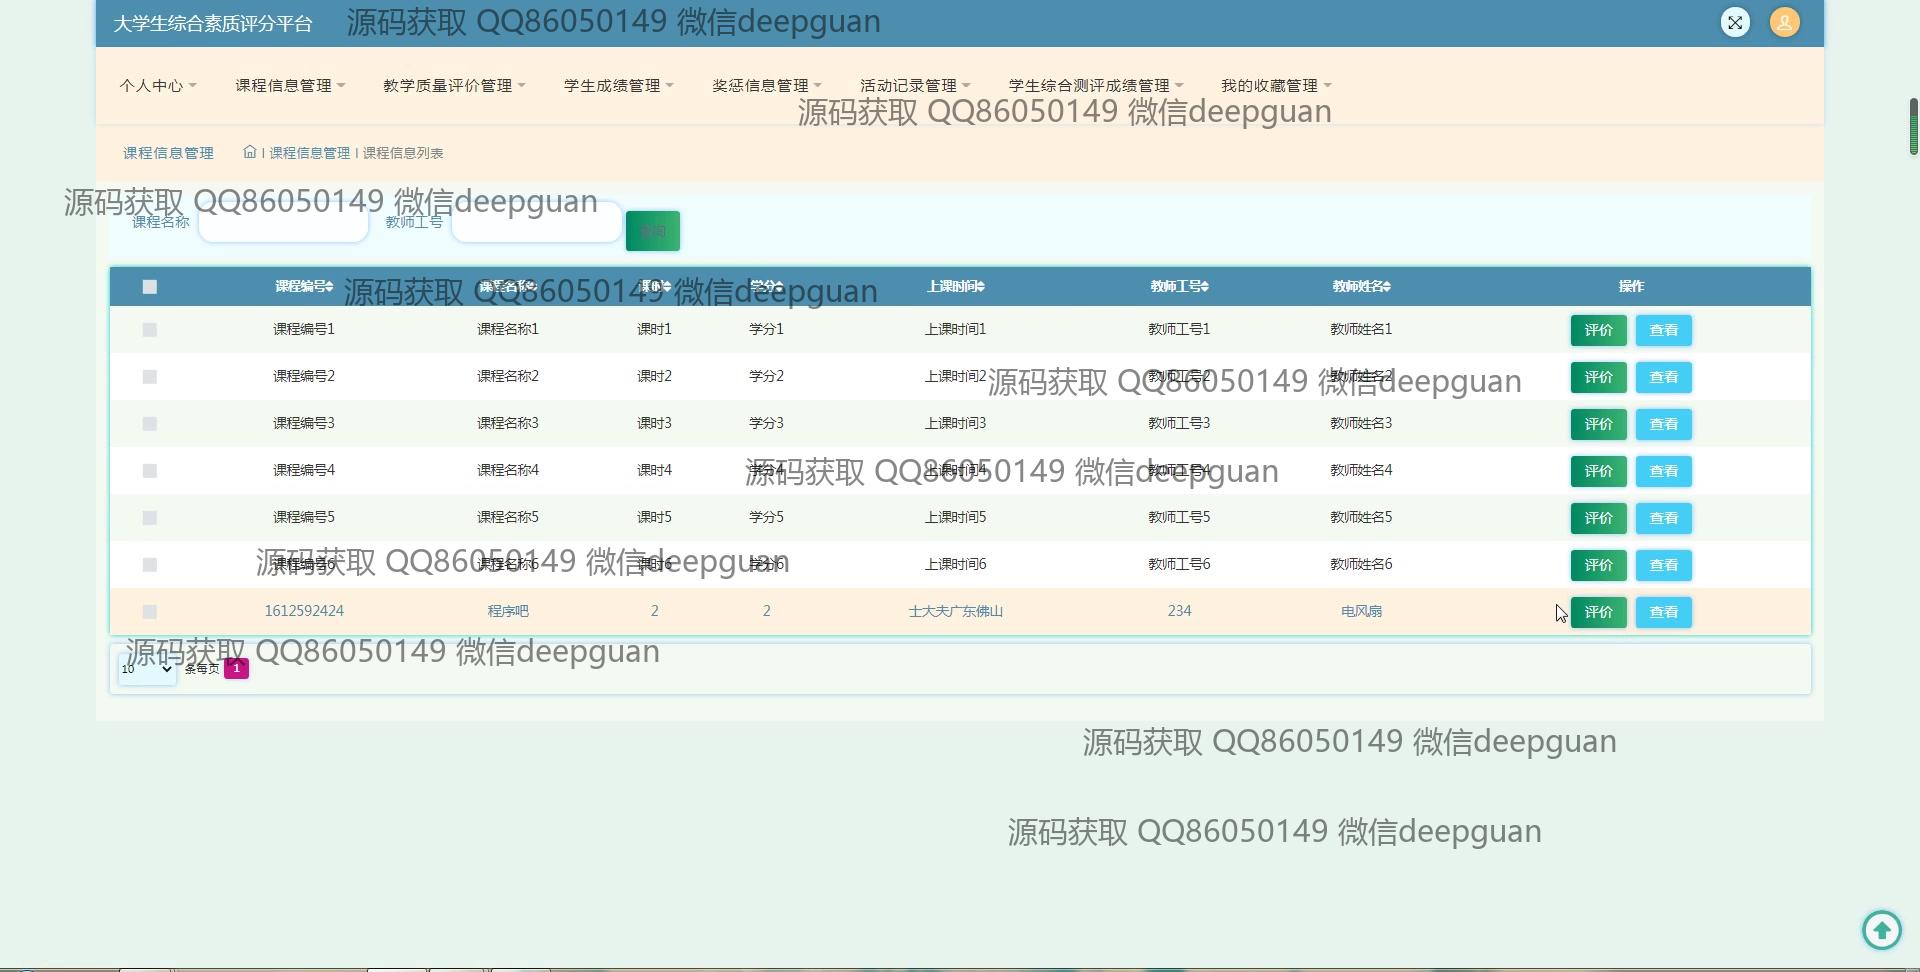 大学生综合素质评分平台 源码获取 QQ86050149 微信deepguan
个人中心 课程信息管理 教学质量评价管理 学生成绩管理 奖惩信息管理 活动记录管理 学生综合测评成绩管理 我的收藏管理
源码获取 QQ86050149 微信deepguan
课程信息管理 课程信息管理 课程信息列表
源码获取 QQ86050149 微信deepguan
课程名称 教师工号 查询
课程编号 课程名称 课时 学分 上课时间 教师工号 教师姓名 操作
源码获取 QQ86050149 微信deepguan
课程编号1 课程名称1 课时1 学分1 上课时间1 教师工号1 教师姓名1 评价 查看
课程编号2 课程名称2 课时2 学分2 上课时间2 教师工号2 教师姓名2 评价 查看
源码获取 QQ86050149 微信deepguan
课程编号3 课程名称3 课时3 学分3 上课时间3 教师工号3 教师姓名3 评价 查看
课程编号4 课程名称4 课时4 学分4 上课时间4 教师工号4 教师姓名4 评价 查看
源码获取 QQ86050149 微信deepguan
课程编号5 课程名称5 课时5 学分5 上课时间5 教师工号5 教师姓名5 评价 查看
课程编号6 课程名称6 课时6 学分6 上课时间6 教师工号6 教师姓名6 评价 查看
源码获取 QQ86050149 微信deepguan
1612592424 程序吧 2 2 士大夫广东佛山 234 电风扇 评价 查看
源码获取 QQ86050149 微信deepguan
10 条每页 1
源码获取 QQ86050149 微信deepguan
源码获取 QQ86050149 微信deepguan